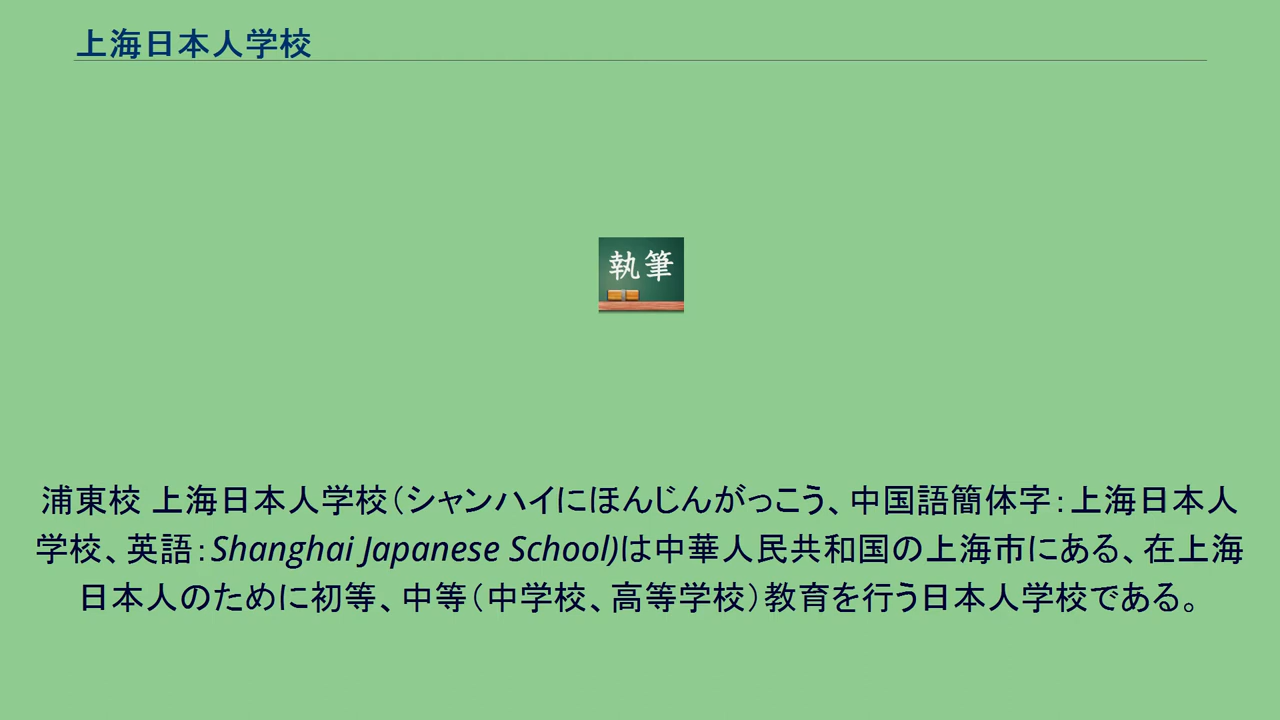 上海日本人学校
執筆
浦東校 上海日本人学校（シャンハイにほんじんがっこう、中国語簡体字：上海日本人
学校、英語：Shanghai Japanese School)は中華人民共和国の上海市にある、在上海
日本人のために初等、中等（中学校、高等学校）教育を行う日本人学校である。